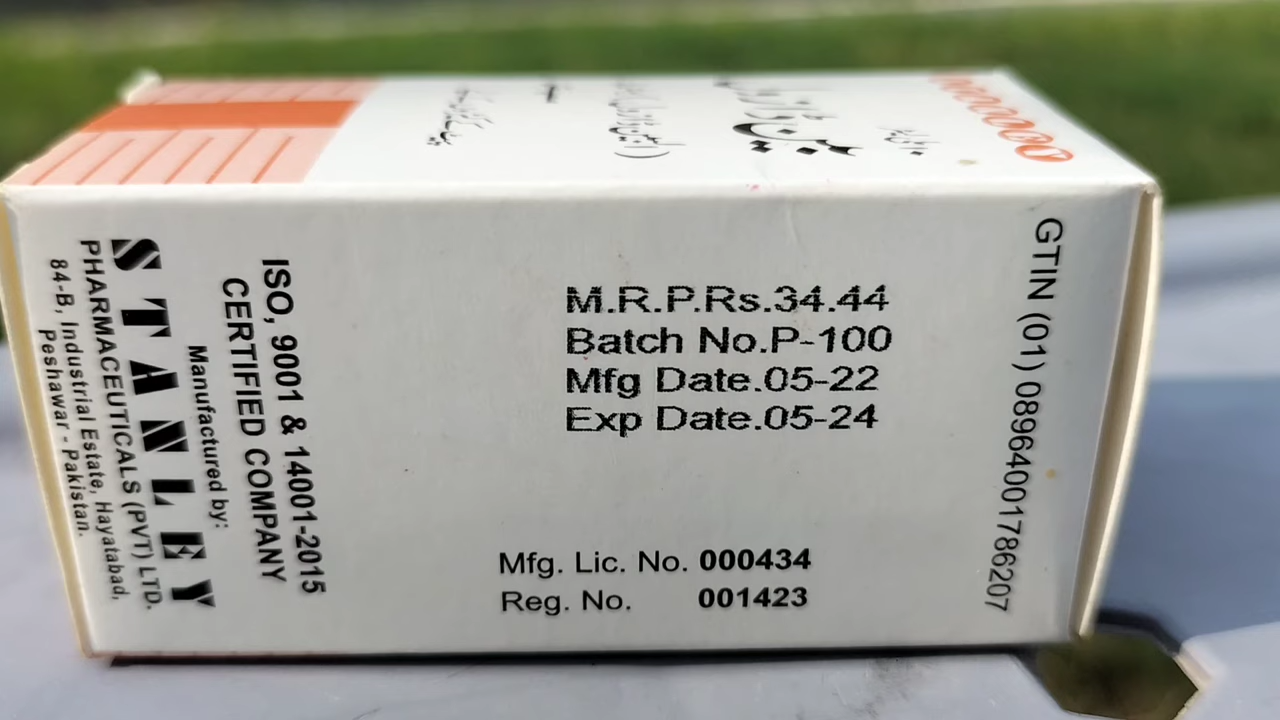 M.R.P.Rs.34.44
Batch No.P-100
Mfg Date.05-22
Exp Date.05-24
Mfg. Lic. No. 000434
Reg. No. 001423
GTIN (01) 08964001786207
ISO, 9001 & 14001-2015
CERTIFIED COMPANY
Manufactured by:
STANLEY
PHARMACEUTICALS (PVT) LTD.
84-B, Industrial Estate, Hayatabad,
Peshawar - Pakistan.